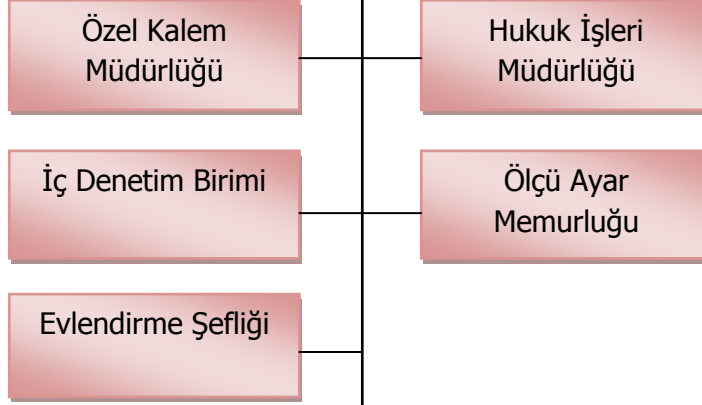 Özel Kalem
Müdürlüğü
Hukuk İşleri
Müdürlüğü
İç Denetim Birimi
Ölçü Ayar
Memurluğu
Evlendirme Şefliği